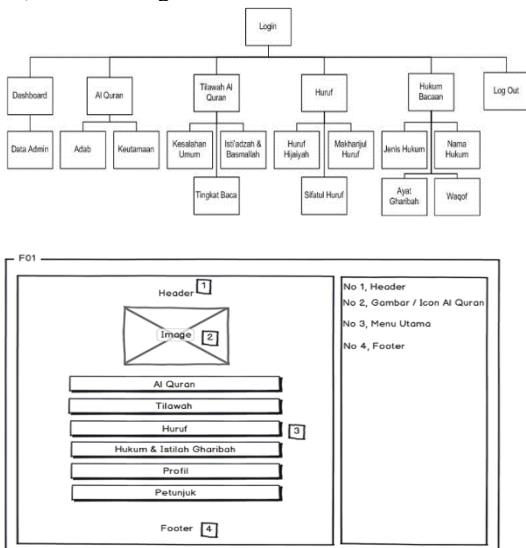 Login
Dashboard
Al Quran
Tilawah Al
Quran
Huruf
Hukum
Bacaan
Log Out
Data Admin
Adab
Keutamaan
Kesalahan
Umum
Isti'adzah &
Basmallah
Huruf
Hijaiyah
Makharijul
Huruf
Jenis Hukum
Nama
Hukum
Tingkat Baca
Sifatul Huruf
Ayat
Gharibah
Waqof
F01
Header 1
Image 2
Al Quran
Tilawah
Huruf
3
Hukum & Istilah Gharibah
Profil
Petunjuk
Footer 4
No 1, Header
No 2, Gambar / Icon Al Quran
No 3, Menu Utama
No 4, Footer